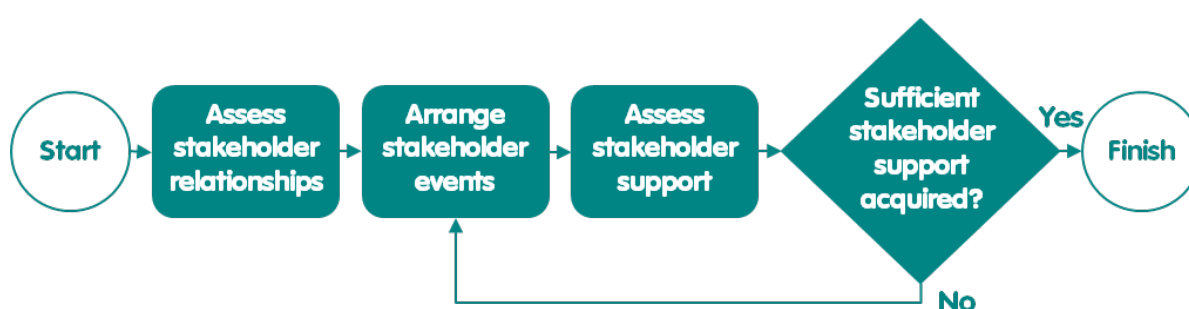 Start
Assess
stakeholder
relationships
Arrange
stakeholder
events
Assess
stakeholder
support
Sufficient
stakeholder
support
acquired?
Yes
Finish
No